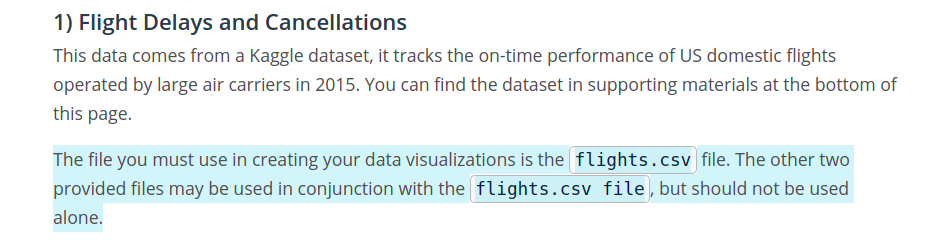 1) Flight Delays and Cancellations
This data comes from a Kaggle dataset, it tracks the on-time performance of US domestic flights
operated by large air carriers in 2015. You can find the dataset in supporting materials at the bottom of
this page.
The file you must use in creating your data visualizations is the flights.csv file. The other two
provided files may be used in conjunction with the flights.csv file, but should not be used
alone.